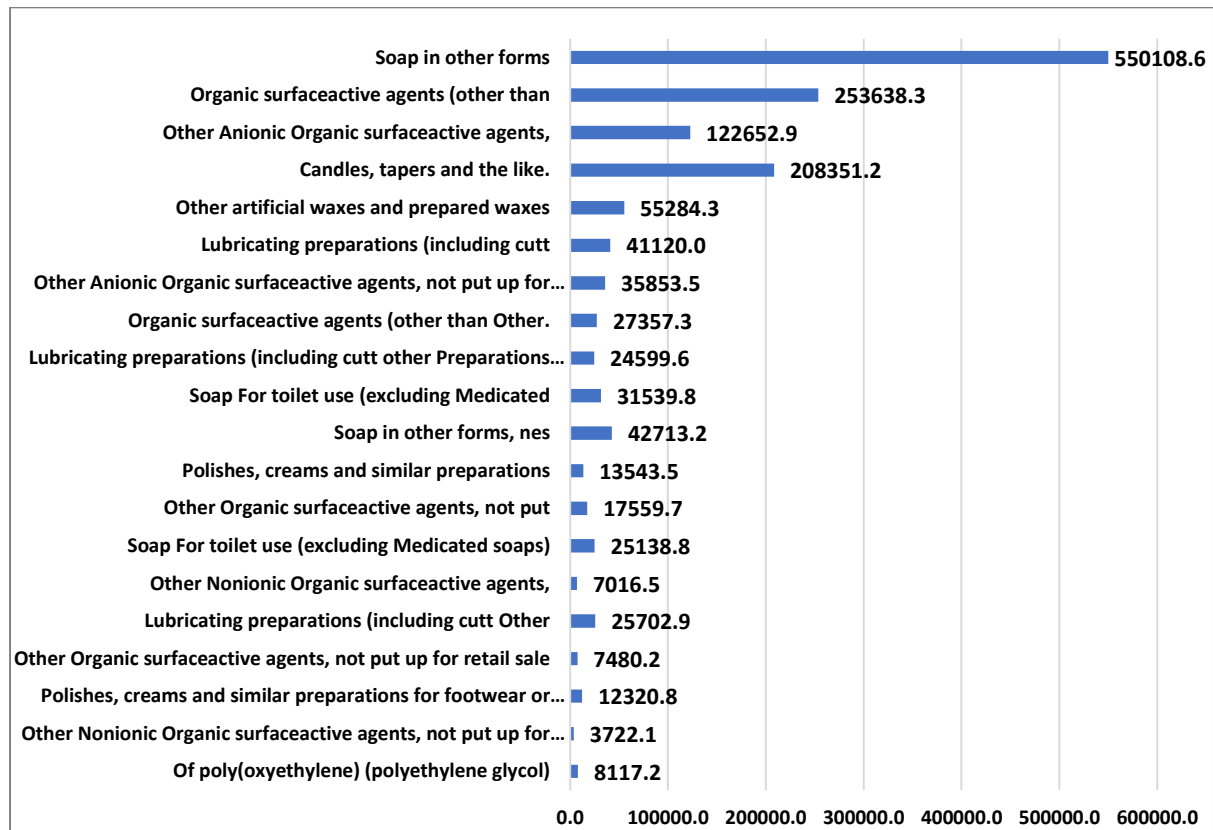 Soap in other forms 550108.6
Organic surfaceactive agents (other than 253638.3
Other Anionic Organic surfaceactive agents, 122652.9
Candles, tapers and the like. 208351.2
Other artificial waxes and prepared waxes 55284.3
Lubricating preparations (including cutt 41120.0
Other Anionic Organic surfaceactive agents, not put up for... 35853.5
Organic surfaceactive agents (other than Other. 27357.3
Lubricating preparations (including cutt other Preparations... 24599.6
Soap For toilet use (excluding Medicated 31539.8
Soap in other forms, nes 42713.2
Polishes, creams and similar preparations 13543.5
Other Organic surfaceactive agents, not put 17559.7
Soap For toilet use (excluding Medicated soaps) 25138.8
Other Nonionic Organic surfaceactive agents, 7016.5
Lubricating preparations (including cutt Other 25702.9
Other Organic surfaceactive agents, not put up for retail sale 7480.2
Polishes, creams and similar preparations for footwear or... 12320.8
Other Nonionic Organic surfaceactive agents, not put up for... 3722.1
Of poly(oxyethylene) (polyethylene glycol) 8117.2
0.0 100000.0 200000.0 300000.0 400000.0 500000.0 600000.0